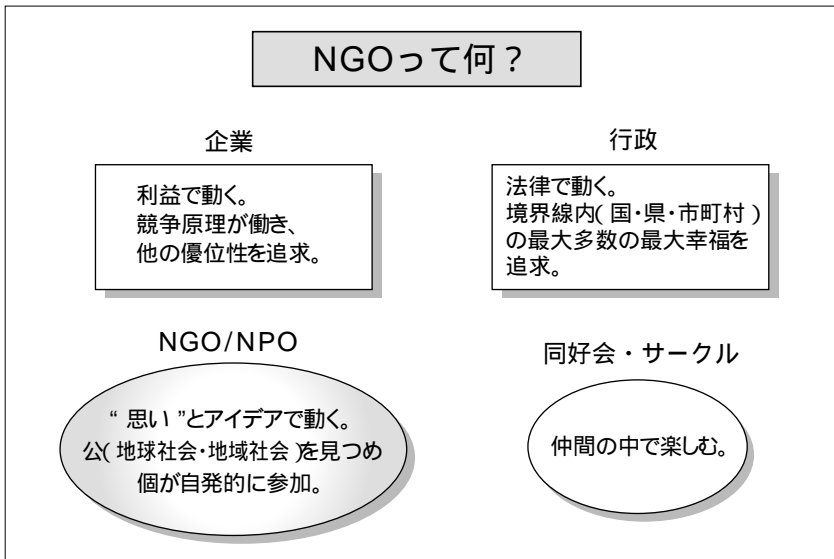 NGOって何?
企業
利益で動く。
競争原理が働き、
他の優位性を追求。
行政
法律で動く。
境界線内(国・県・市町村)
の最大多数の最大幸福を
追求。
NGO/NPO
“思い”とアイデアで動く。
公(地球社会・地域社会)を見つめ
個が自発的に参加。
同好会・サークル
仲間の中で楽しむ。